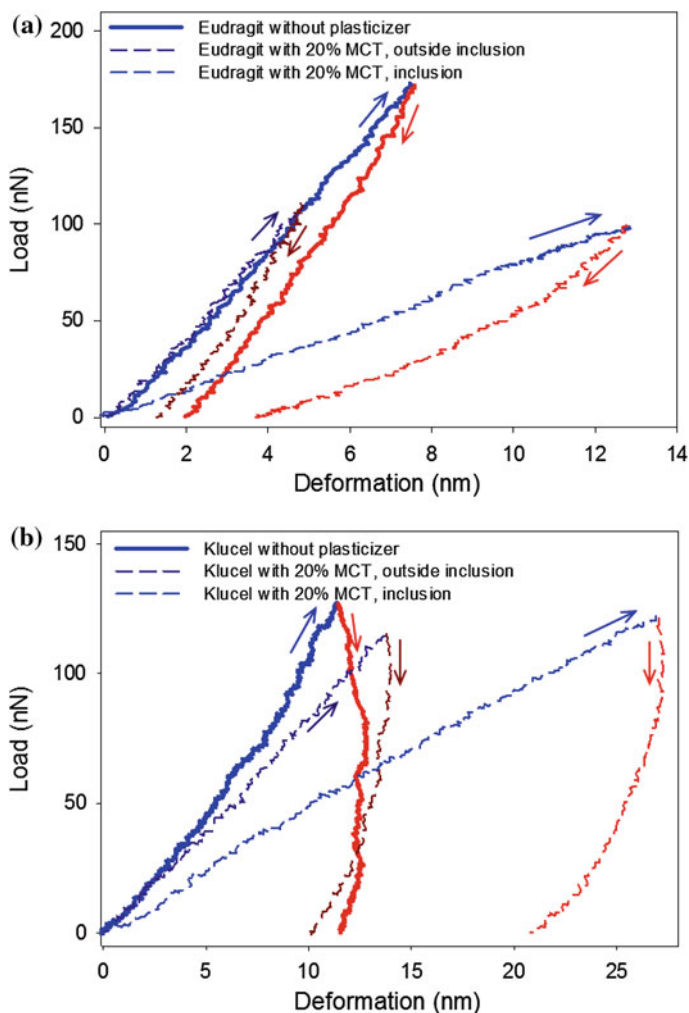 (a)
200
Eudragit without plasticizer
Eudragit with 20% MCT, outside inclusion
Eudragit with 20% MCT, inclusion
150
100
50
0
Load (nN)
0 2 4 6 8 10 12 14
Deformation (nm)
(b)
150
Klucel without plasticizer
Klucel with 20% MCT, outside inclusion
Klucel with 20% MCT, inclusion
100
50
0
Load (nN)
0 5 10 15 20 25
Deformation (nm)